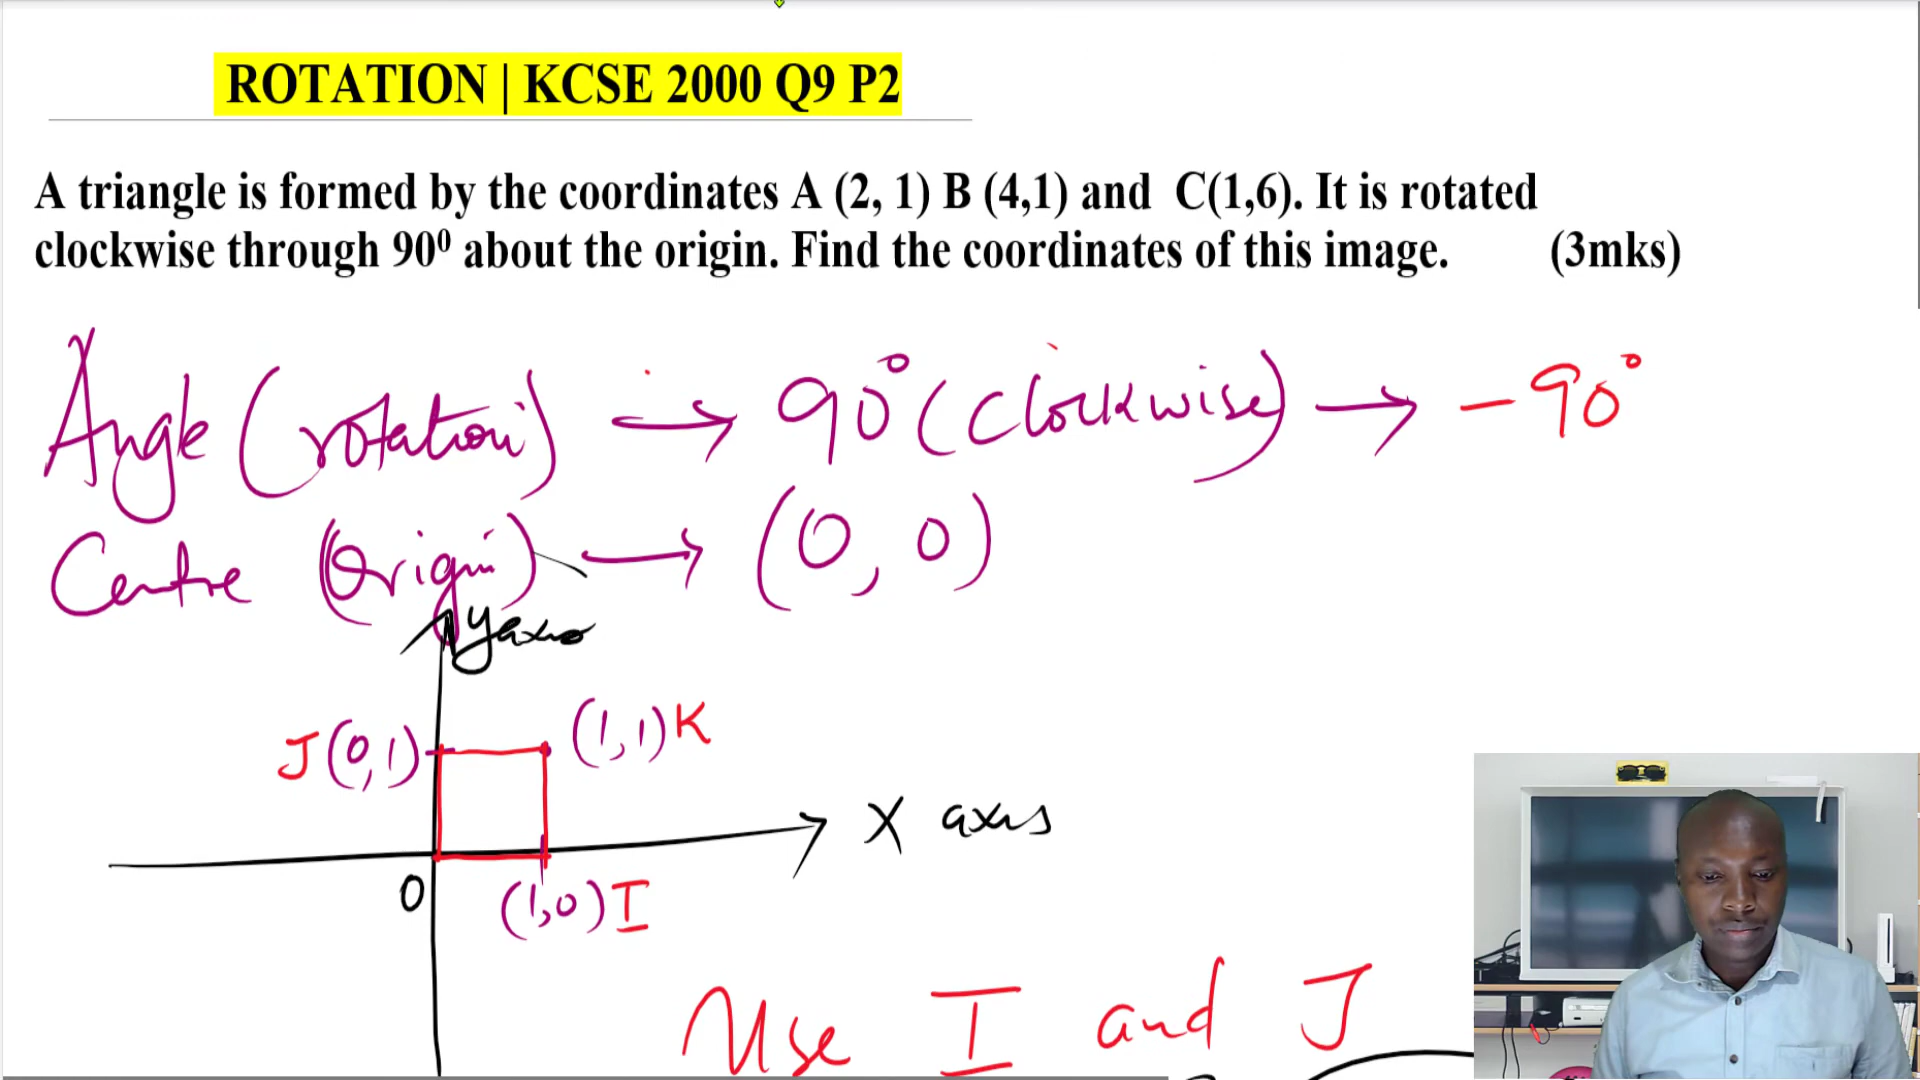 ROTATION | KCSE 2000 Q9 P2
A triangle is formed by the coordinates A (2, 1) B (4,1) and C(1,6). It is rotated
clockwise through 90⁰ about the origin. Find the coordinates of this image. (3mks)
Angle (rotation) → 90° (clockwise) → -90°
Centre (Origin) → (0, 0)
y axis
J (0,1) (1,1) K
X axis
0 (1,0) I
Use I and J